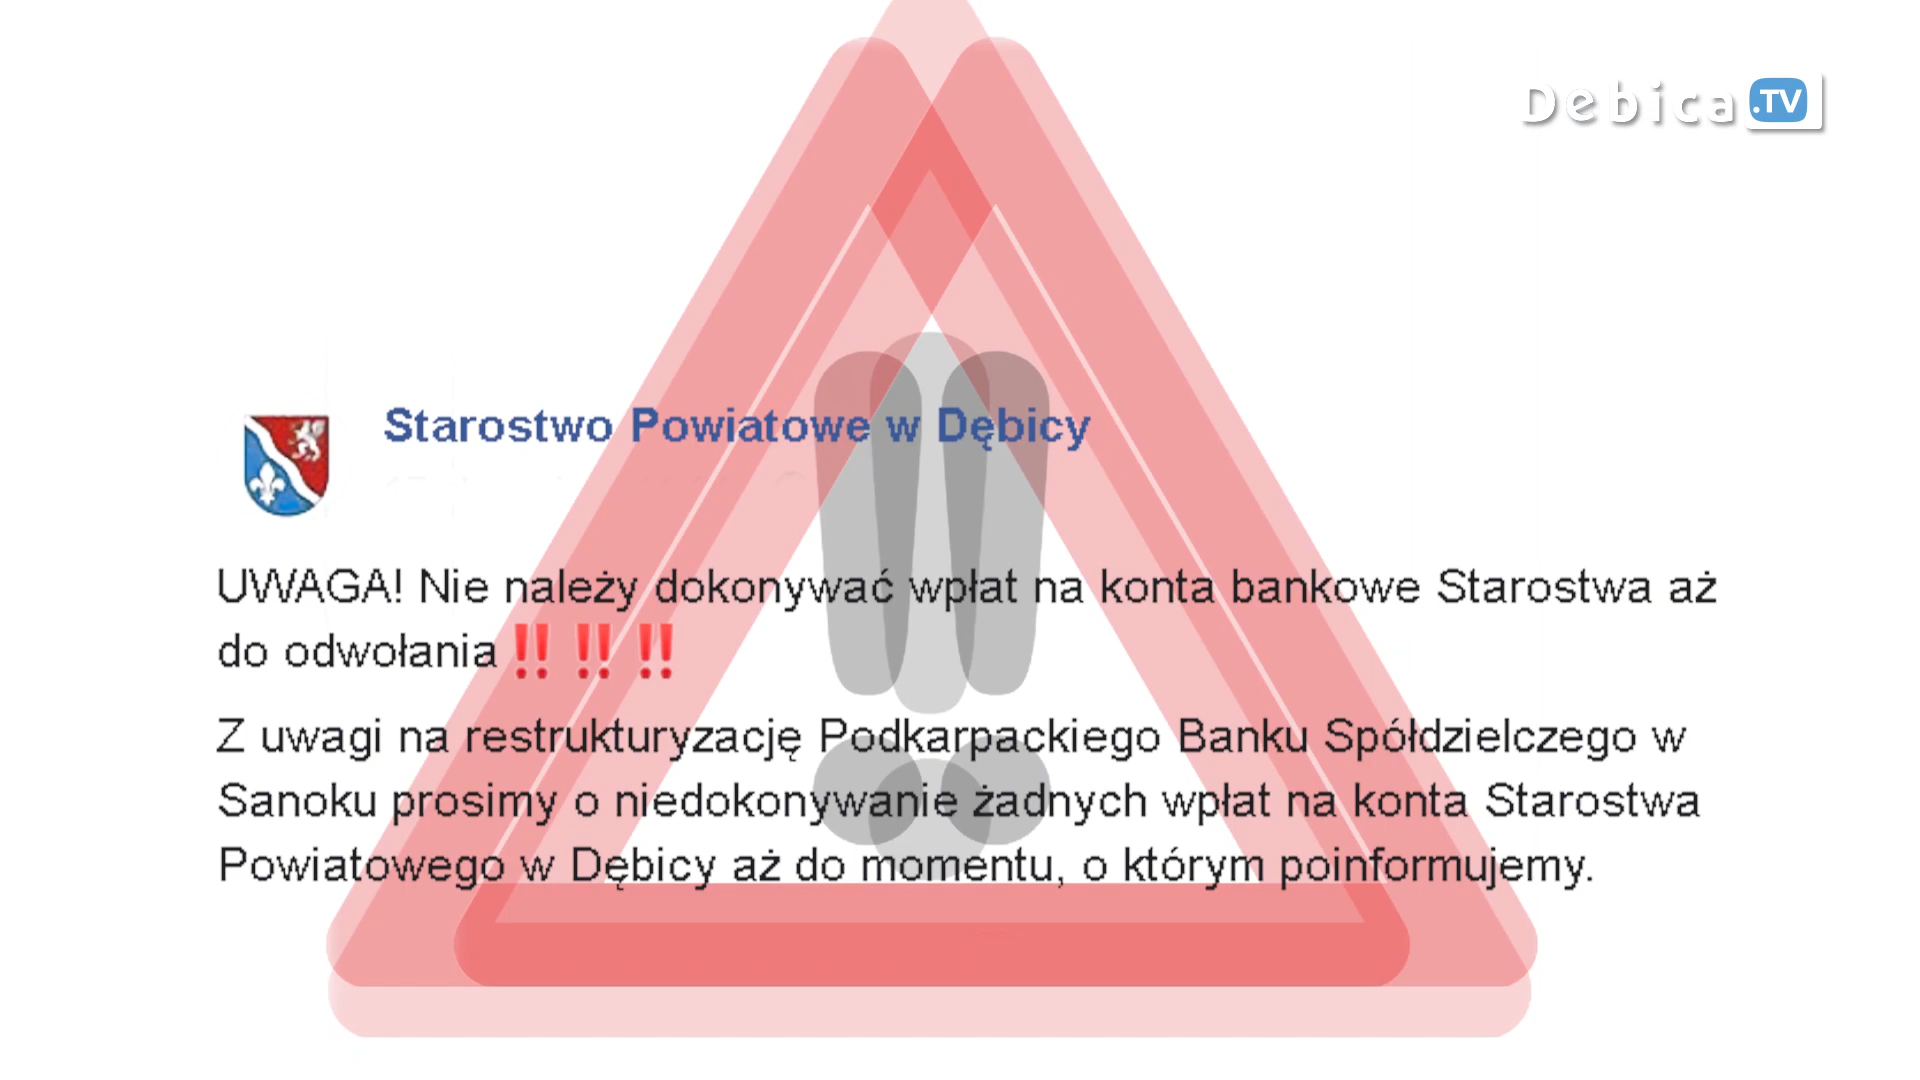 Debica.TV
Starostwo Powiatowe w Dębicy
UWAGA! Nie należy dokonywać wpłat na konta bankowe Starostwa aż
do odwołania‼️ ‼️ ‼️
Z uwagi na restrukturyzację Podkarpackiego Banku Spółdzielczego w
Sanoku prosimy o niedokonywanie żadnych wpłat na konta Starostwa
Powiatowego w Dębicy aż do momentu, o którym poinformujemy.